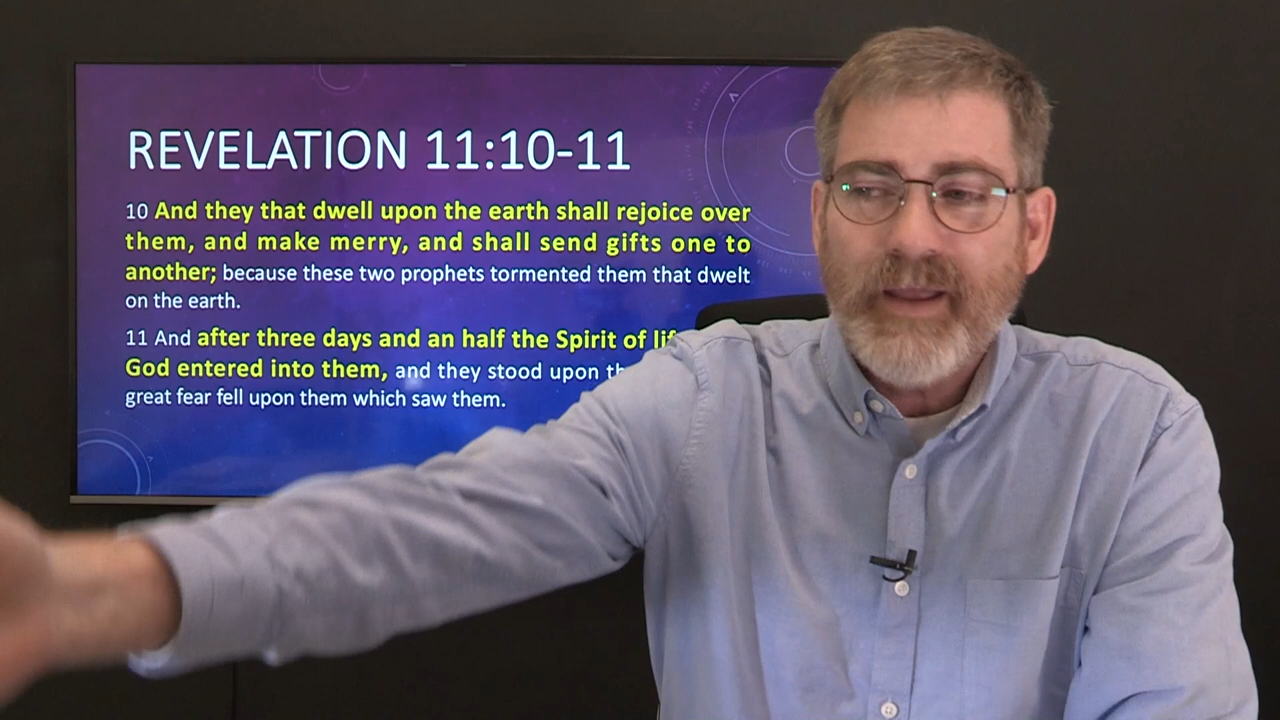 REVELATION 11:10-11
10 And they that dwell upon the earth shall rejoice over
them, and make merry, and shall send gifts one to
another; because these two prophets tormented them that dwelt
on the earth.
11 And after three days and an half the Spirit of
God entered into them, and they stood upon
great fear fell upon them which saw them.